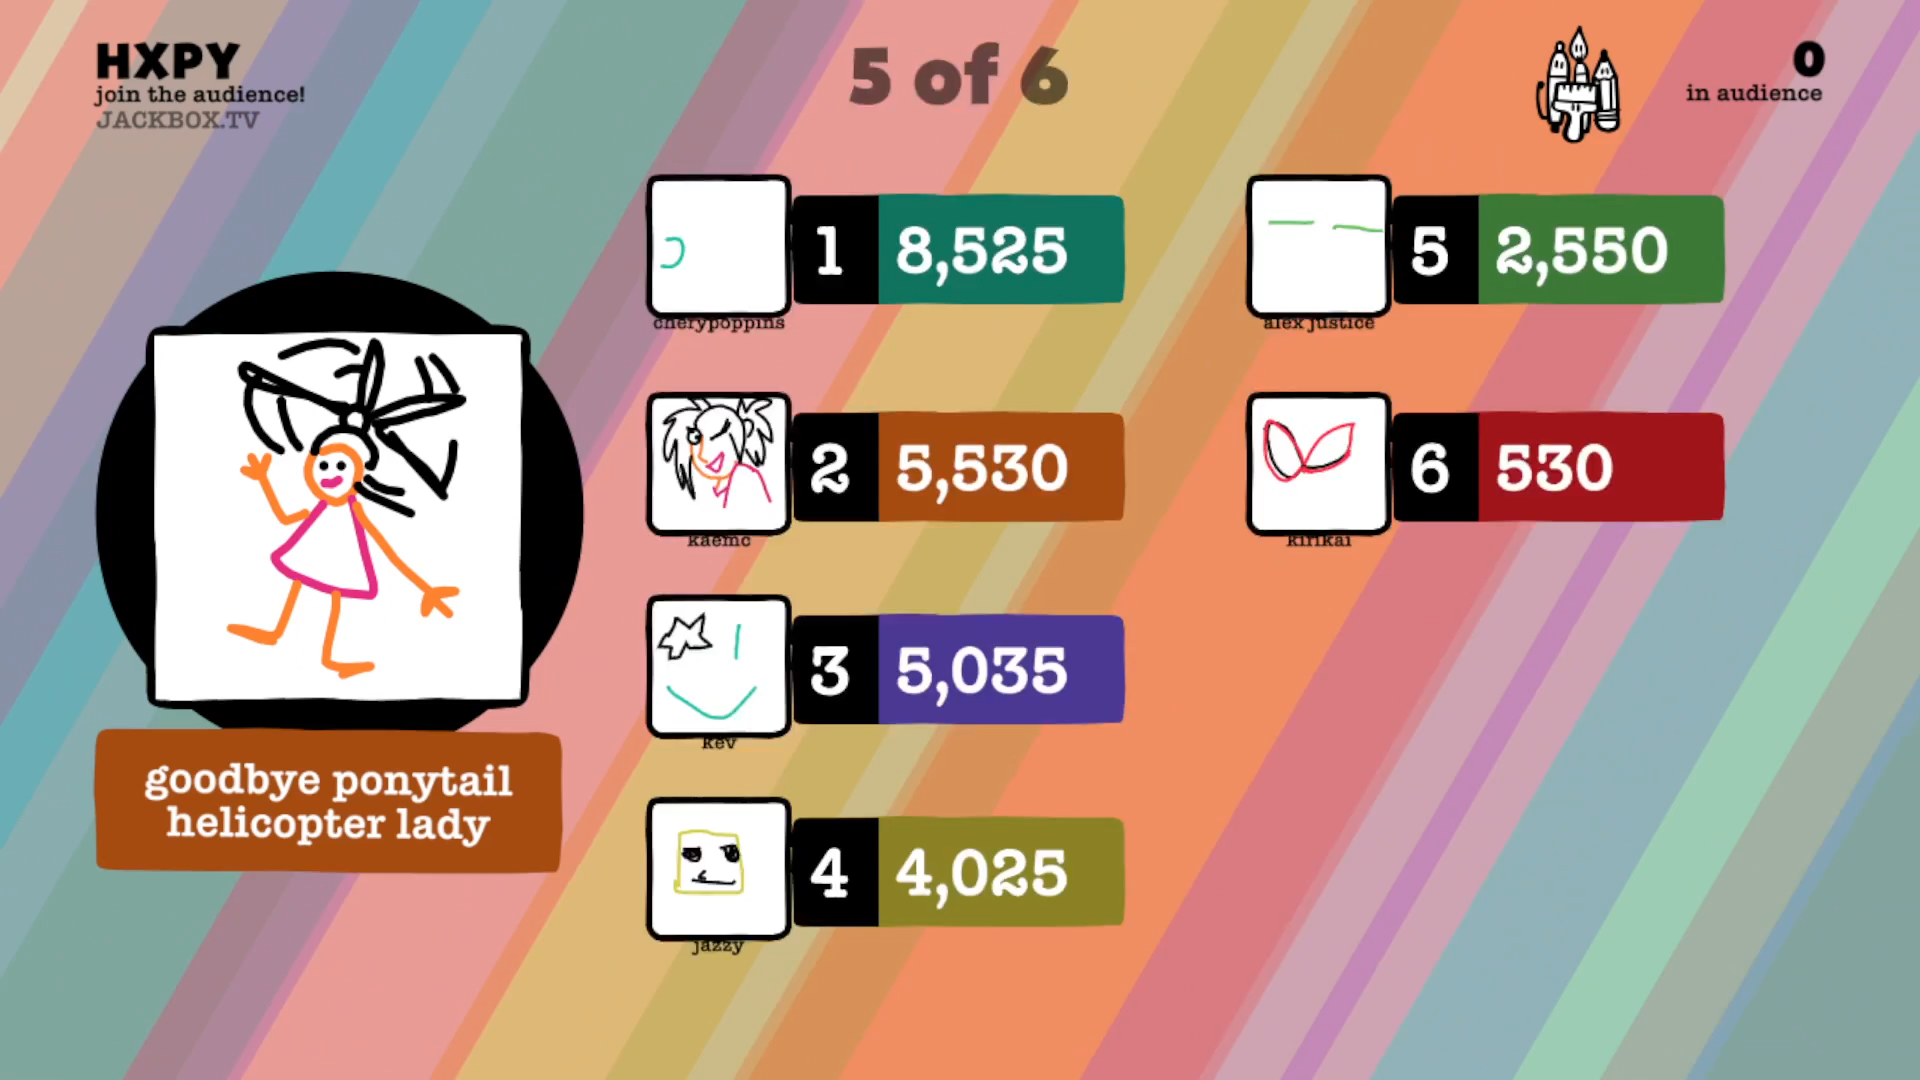 HXPY
join the audience!
JACKBOX.TV
5 of 6
0
in audience
goodbye ponytail
helicopter lady
1 8,525
cherypoppins
2 5,530
kaemc
3 5,035
kev
4 4,025
jazzy
5 2,550
alex justice
6 530
kirikai